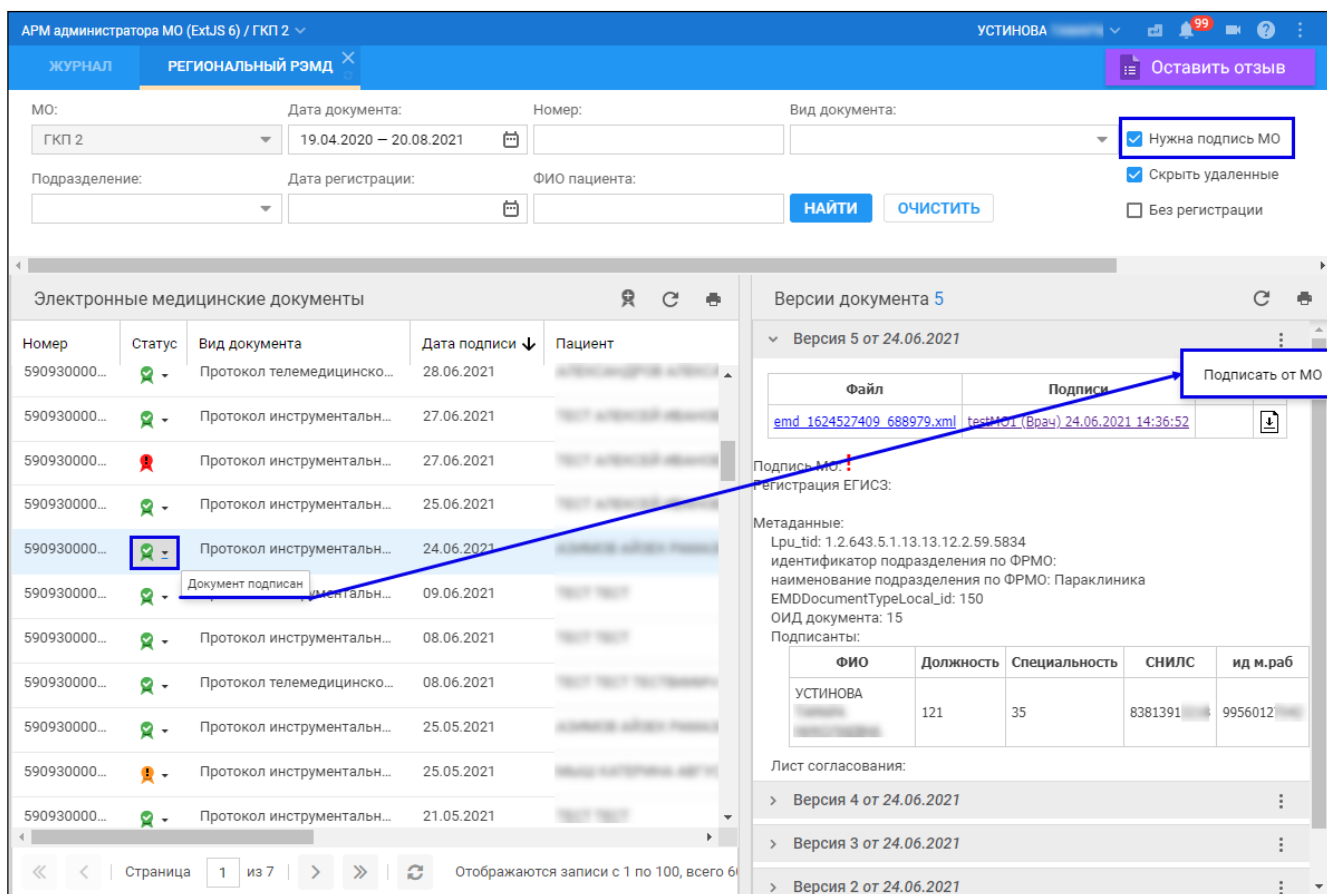 АРМ администратора МО (ExtJS 6) / ГКП 2
УСТИНОВА
99
ЖУРНАЛ
РЕГИОНАЛЬНЫЙ РЭМД
Оставить отзыв
МО:
Дата документа:
Номер:
Вид документа:
ГКП 2
19.04.2020 — 20.08.2021
Нужна подпись МО
Подразделение:
Дата регистрации:
ФИО пациента:
Скрыть удаленные
НАЙТИ
ОЧИСТИТЬ
Без регистрации
Электронные медицинские документы
Номер Статус Вид документа Дата подписи Пациент
590930000... Протокол телемедицинско... 28.06.2021
590930000... Протокол инструментальн... 27.06.2021
590930000... Протокол инструментальн... 27.06.2021
590930000... Протокол инструментальн... 25.06.2021
590930000... Протокол инструментальн... 24.06.2021
Документ подписан
590930000... ментальн... 09.06.2021
590930000... Протокол инструментальн... 08.06.2021
590930000... Протокол телемедицинско... 08.06.2021
590930000... Протокол инструментальн... 25.05.2021
590930000... Протокол инструментальн... 25.05.2021
590930000... Протокол инструментальн... 21.05.2021
Страница 1 из 7
Отображаются записи с 1 по 100, всего
Версии документа 5
Версия 5 от 24.06.2021
Подписать от МО
Файл Подписи
emd_1624527409_688979.xml testMO1 (Врач) 24.06.2021 14:36:52
Подпись МО: !
Регистрация ЕГИСЗ:
Метаданные:
Lpu_tid: 1.2.643.5.1.13.13.12.2.59.5834
идентификатор подразделения по ФРМО:
наименование подразделения по ФРМО: Параклиника
EMDDocumentTypeLocal_id: 150
ОИД документа: 15
Подписанты:
ФИО Должность Специальность СНИЛС ид м.раб
УСТИНОВА
121 35 8381391 9956012
Лист согласования:
Версия 4 от 24.06.2021
Версия 3 от 24.06.2021
Версия 2 от 24.06.2021